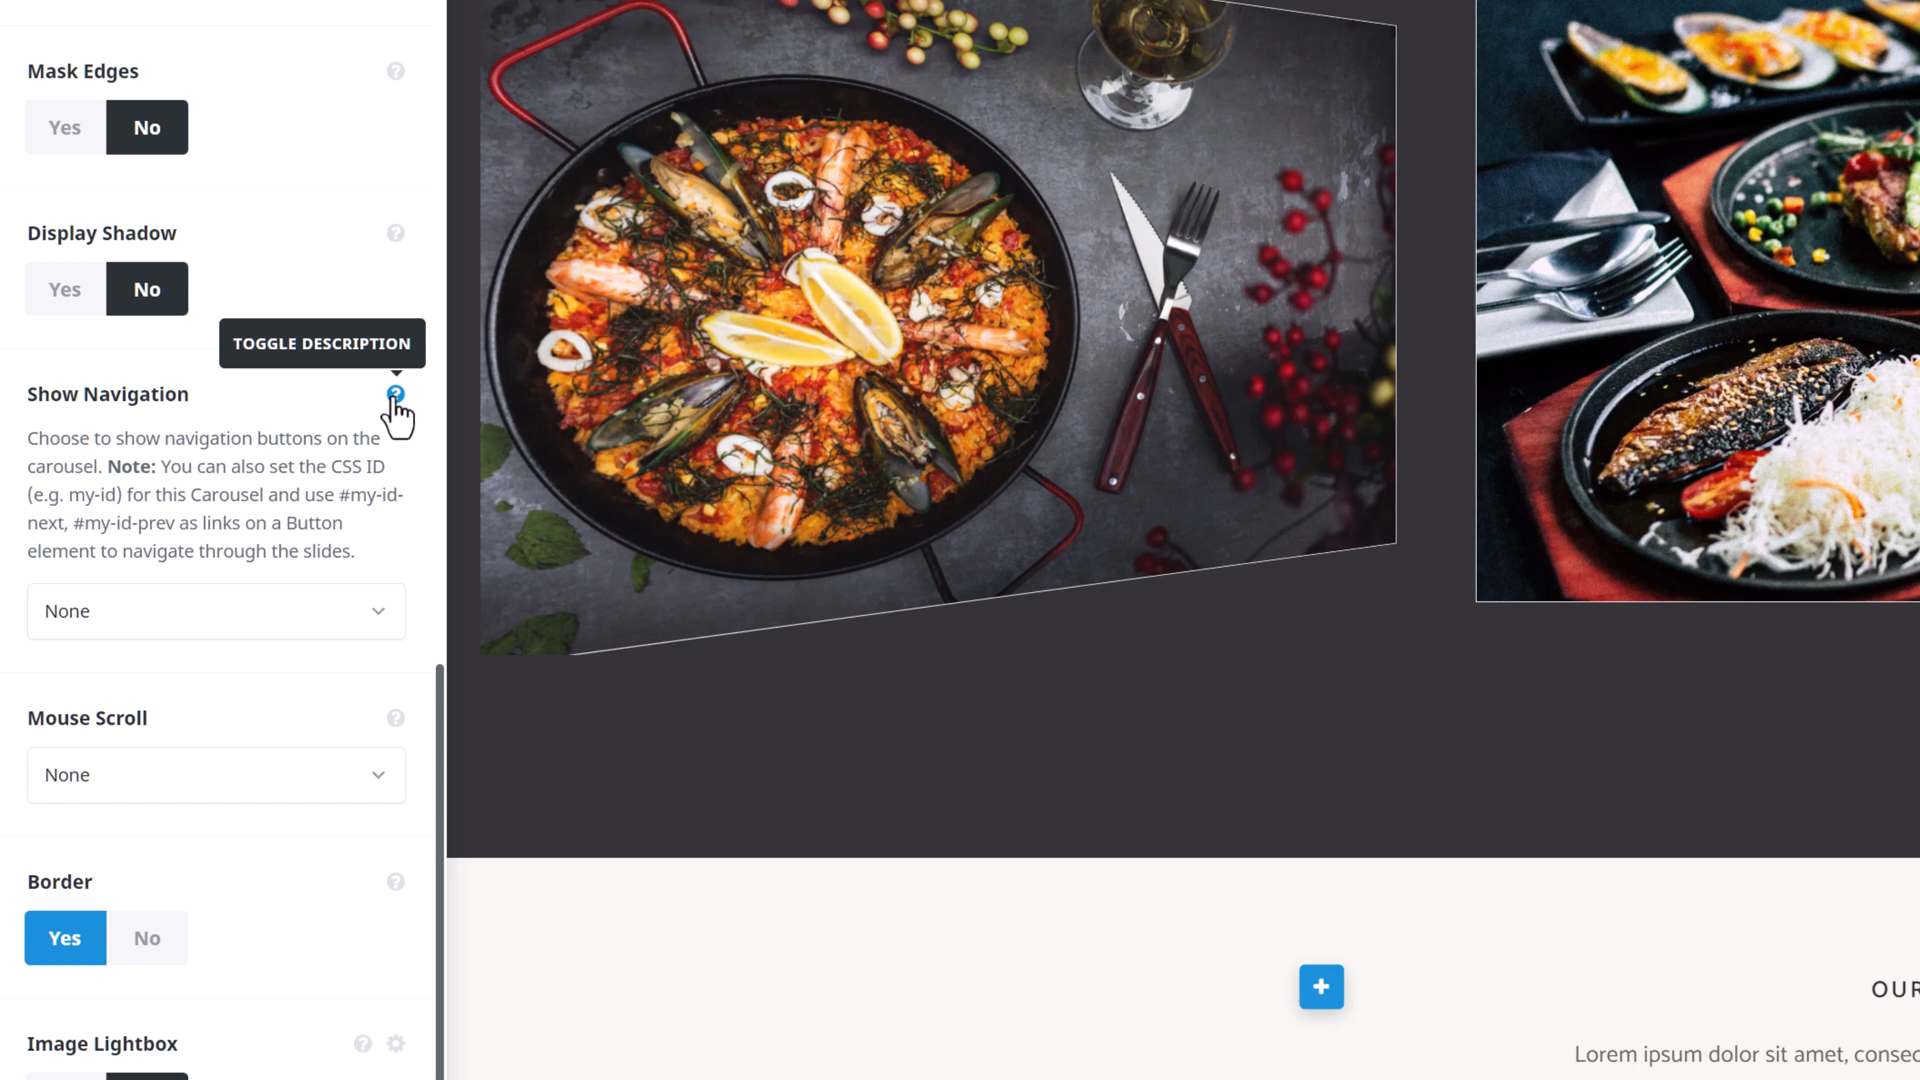 Mask Edges
Yes No
Display Shadow
Yes No
TOGGLE DESCRIPTION
Show Navigation
Choose to show navigation buttons on the
carousel. Note: You can also set the CSS ID
(e.g. my-id) for this Carousel and use #my-id-
next, #my-id-prev as links on a Button
element to navigate through the slides.
None
Mouse Scroll
None
Border
Yes No
Image Lightbox
OUR
Lorem ipsum dolor sit amet, consec